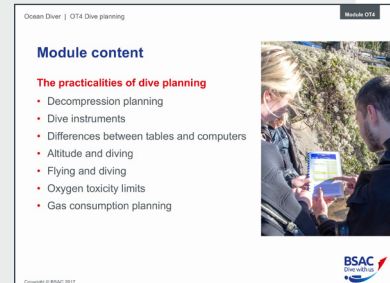 Ocean Diver | OT4 Dive planning
Module OT4
Module content
The practicalities of dive planning
• Decompression planning
• Dive instruments
• Differences between tables and computers
• Altitude and diving
• Flying and diving
• Oxygen toxicity limits
• Gas consumption planning
BSAC
Dive with us
Copyright © BSAC 2017